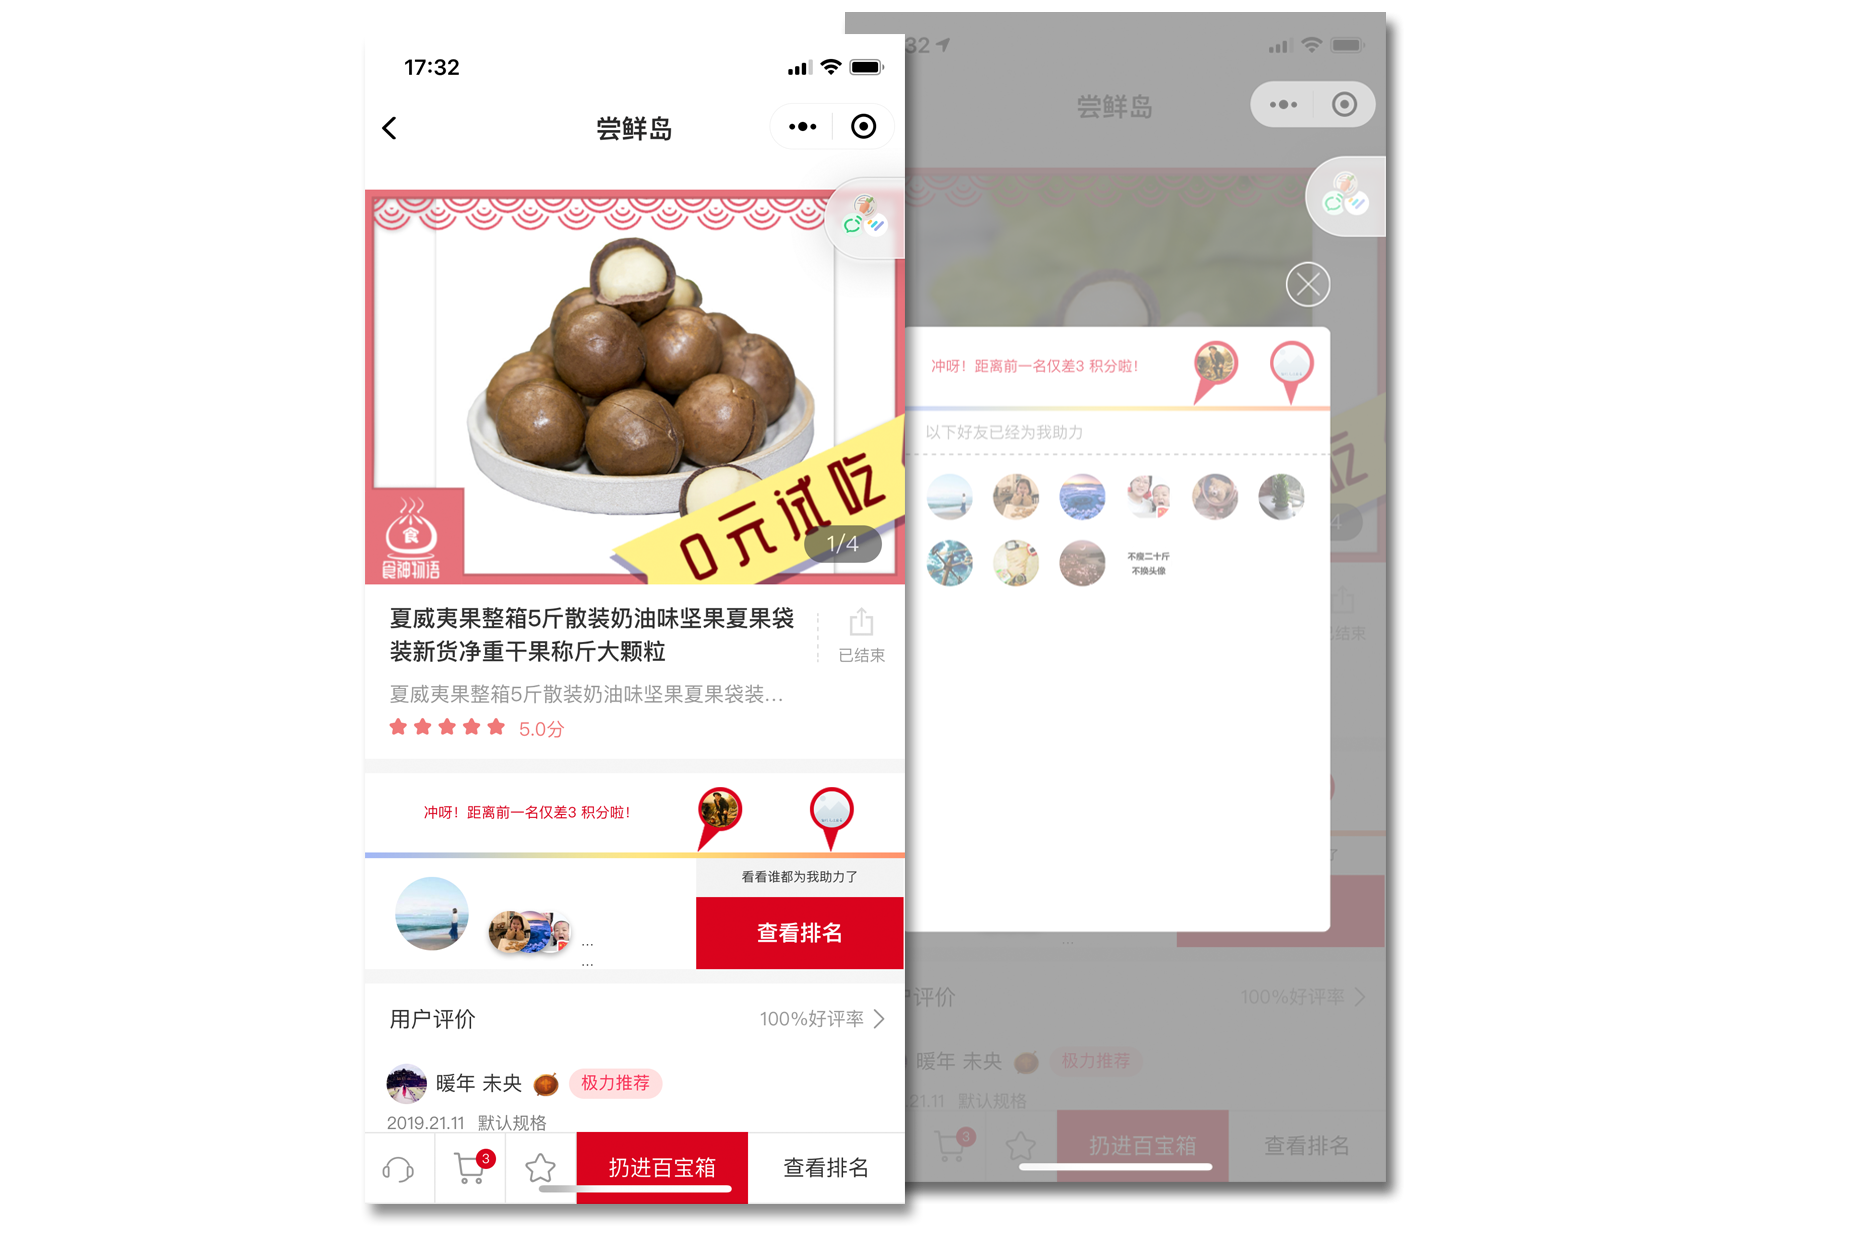 17:32
尝鲜岛
0元试吃
1/4
食
食神物语
夏威夷果整箱5斤散装奶油味坚果夏果袋
装新货净重干果称斤大颗粒
已结束
夏威夷果整箱5斤散装奶油味坚果夏果袋装...
5.0分
冲呀！距离前一名仅差3 积分啦！
看看谁都为我助力了
查看排名
...
...
用户评价
100%好评率
暖年 未央
极力推荐
2019.21.11 默认规格
3
扔进百宝箱
查看排名
32
尝鲜岛
冲呀！距离前一名仅差3 积分啦！
以下好友已经为我助力
不瘦二十斤
不换头像
吃
4
结束
了
...
户评价
100%好评率
暖年 未央
极力推荐
.21.11 默认规格
3
扔进百宝箱
查看排名